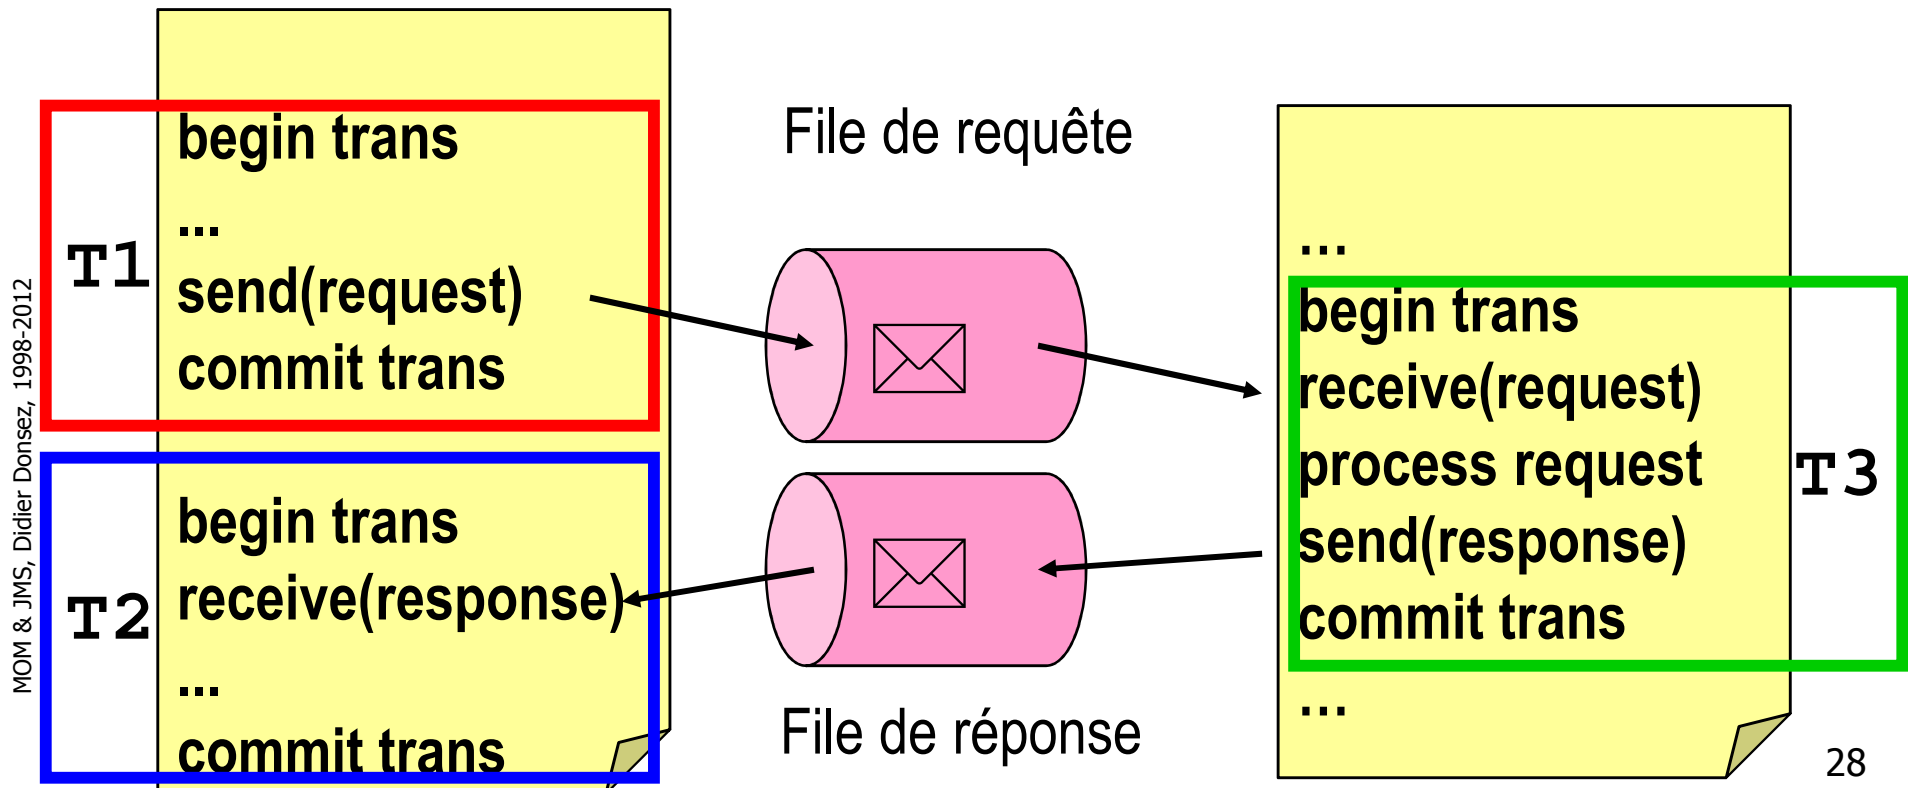 begin trans
...
send(request)
commit trans
T1
begin trans
receive(response)
...
commit trans
T2
File de requête
File de réponse
...
begin trans
receive(request)
process request
send(response)
commit trans
...
T3
MOM & JMS, Didier Donsez, 1998-2012
28